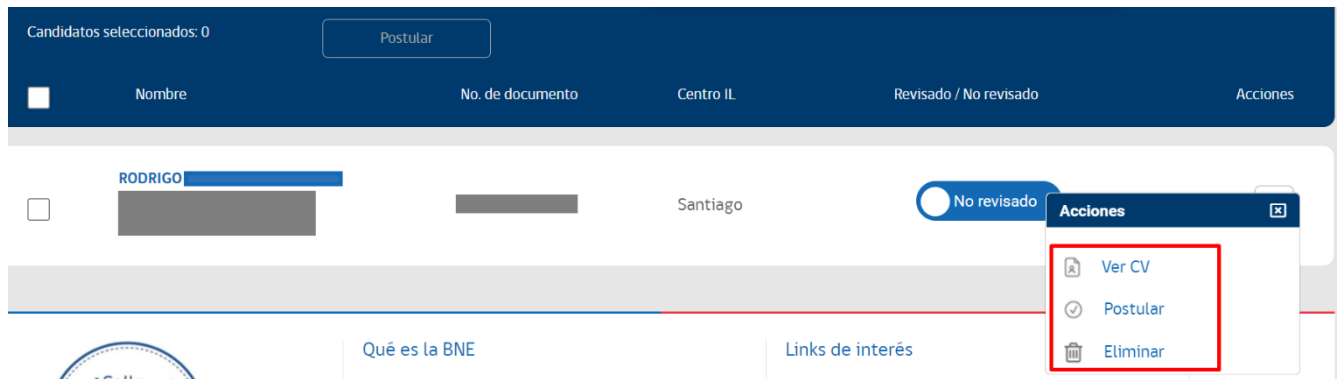 Candidatos seleccionados: 0
Postular
Nombre
No. de documento
Centro IL
Revisado / No revisado
Acciones
RODRIGO
Santiago
No revisado
Acciones
Ver CV
Postular
Eliminar
Qué es la BNE
Links de interés